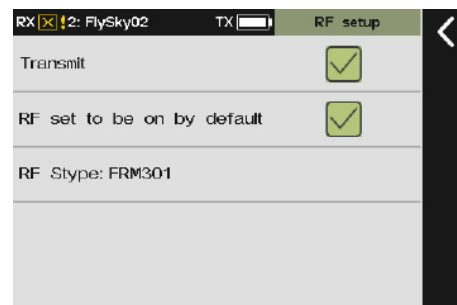 RX !2: FlySky02 TX RF setup
Transmit
RF set to be on by default
RF Stype: FRM301